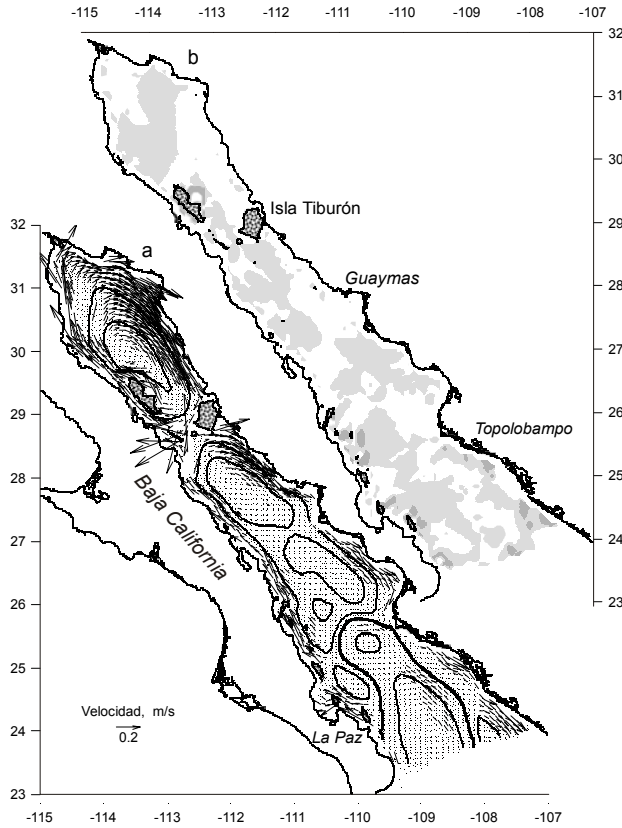 -115 -114 -113 -112 -111 -110 -109 -108 -107
32
b
31
30
Isla Tiburón
29
32
a
Guaymas
28
31
30
27
29
26
Topolobampo
28
25
Baja California
27
24
26
23
25
Velocidad, m/s
0.2
La Paz
24
23
-115 -114 -113 -112 -111 -110 -109 -108 -107